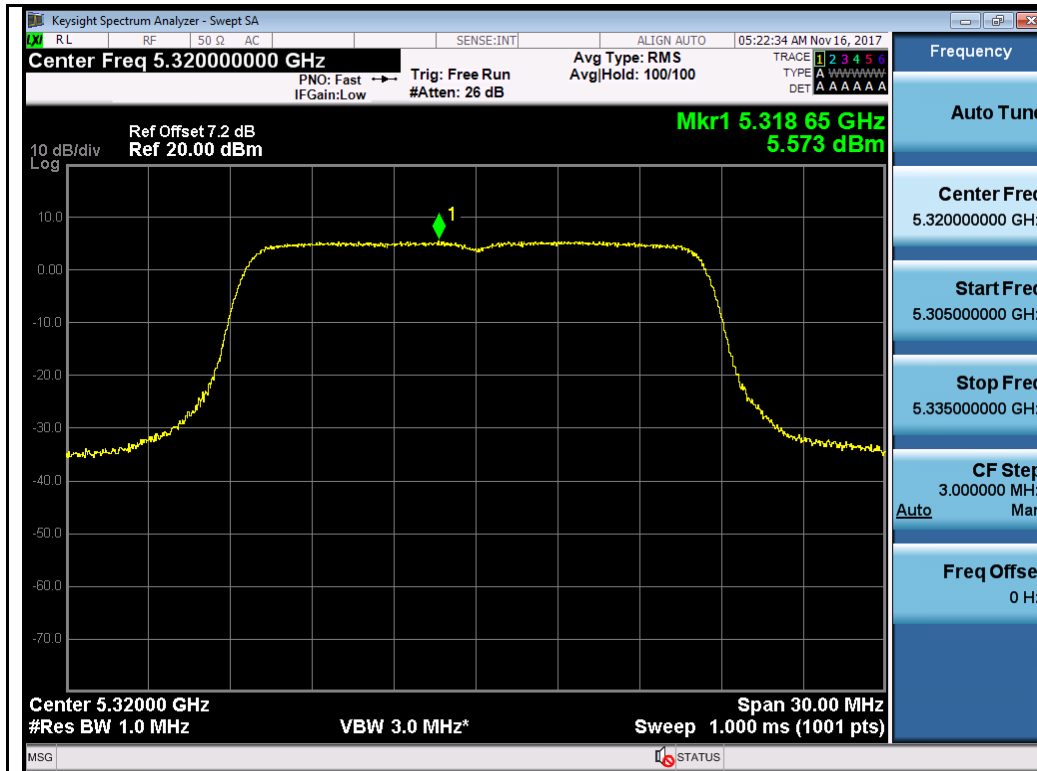 Keysight Spectrum Analyzer - Swept SA
LXI RL RF 50 Ω AC SENSE:INT ALIGN AUTO 05:22:34 AM Nov 16, 2017
Center Freq 5.320000000 GHz
PNO: Fast
IFGain:Low
Trig: Free Run
#Atten: 26 dB
Avg Type: RMS
Avg|Hold: 100/100
TRACE 1 2 3 4 5 6
TYPE A WWWWW
DET A A A A A A
Mkr1 5.318 65 GHz
5.573 dBm
Ref Offset 7.2 dB
10 dB/div Ref 20.00 dBm
Log
1
10.0
0.00
-10.0
-20.0
-30.0
-40.0
-50.0
-60.0
-70.0
Center 5.32000 GHz Span 30.00 MHz
#Res BW 1.0 MHz VBW 3.0 MHz* Sweep 1.000 ms (1001 pts)
MSG STATUS
Frequency
Auto Tune
Center Freq
5.320000000 GHz
Start Freq
5.305000000 GHz
Stop Freq
5.335000000 GHz
CF Step
3.000000 MHz
Auto Man
Freq Offset
0 Hz